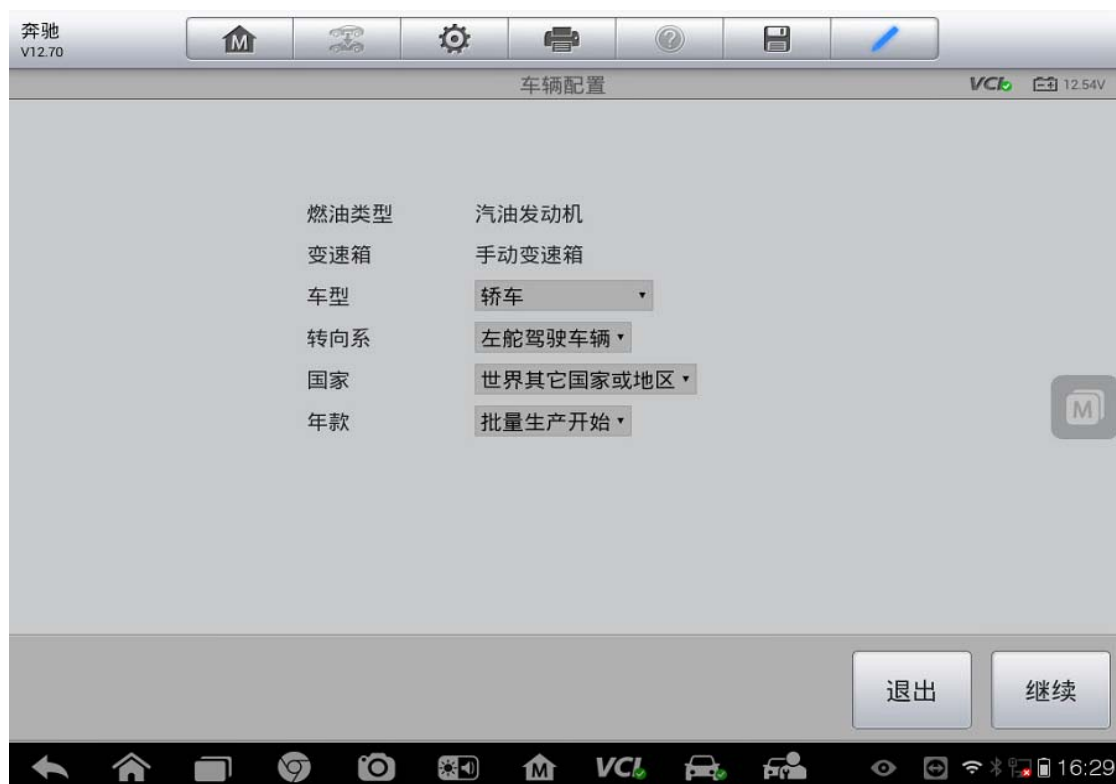 奔驰
V12.70
M
车辆配置
VCI 12.54V
燃油类型 汽油发动机
变速箱 手动变速箱
车型 轿车
转向系 左舵驾驶车辆
国家 世界其它国家或地区
年款 批量生产开始
M
退出 继续
M VCI 16:29